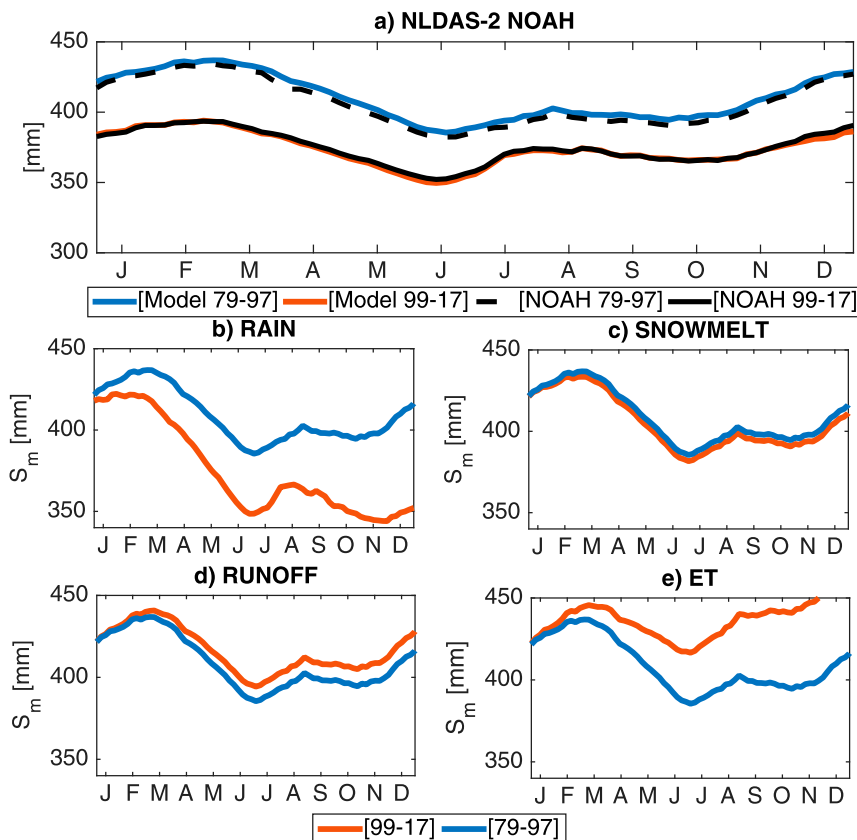 a) NLDAS-2 NOAH
450
400
350
300
[mm]
J F M A M J J A S O N D
[Model 79-97] [Model 99-17] [NOAH 79-97] [NOAH 99-17]
b) RAIN
450
400
350
S_m [mm]
J F M A M J J A S O N D
c) SNOWMELT
450
400
350
S_m [mm]
J F M A M J J A S O N D
d) RUNOFF
450
400
350
S_m [mm]
J F M A M J J A S O N D
e) ET
450
400
350
S_m [mm]
J F M A M J J A S O N D
[99-17] [79-97]